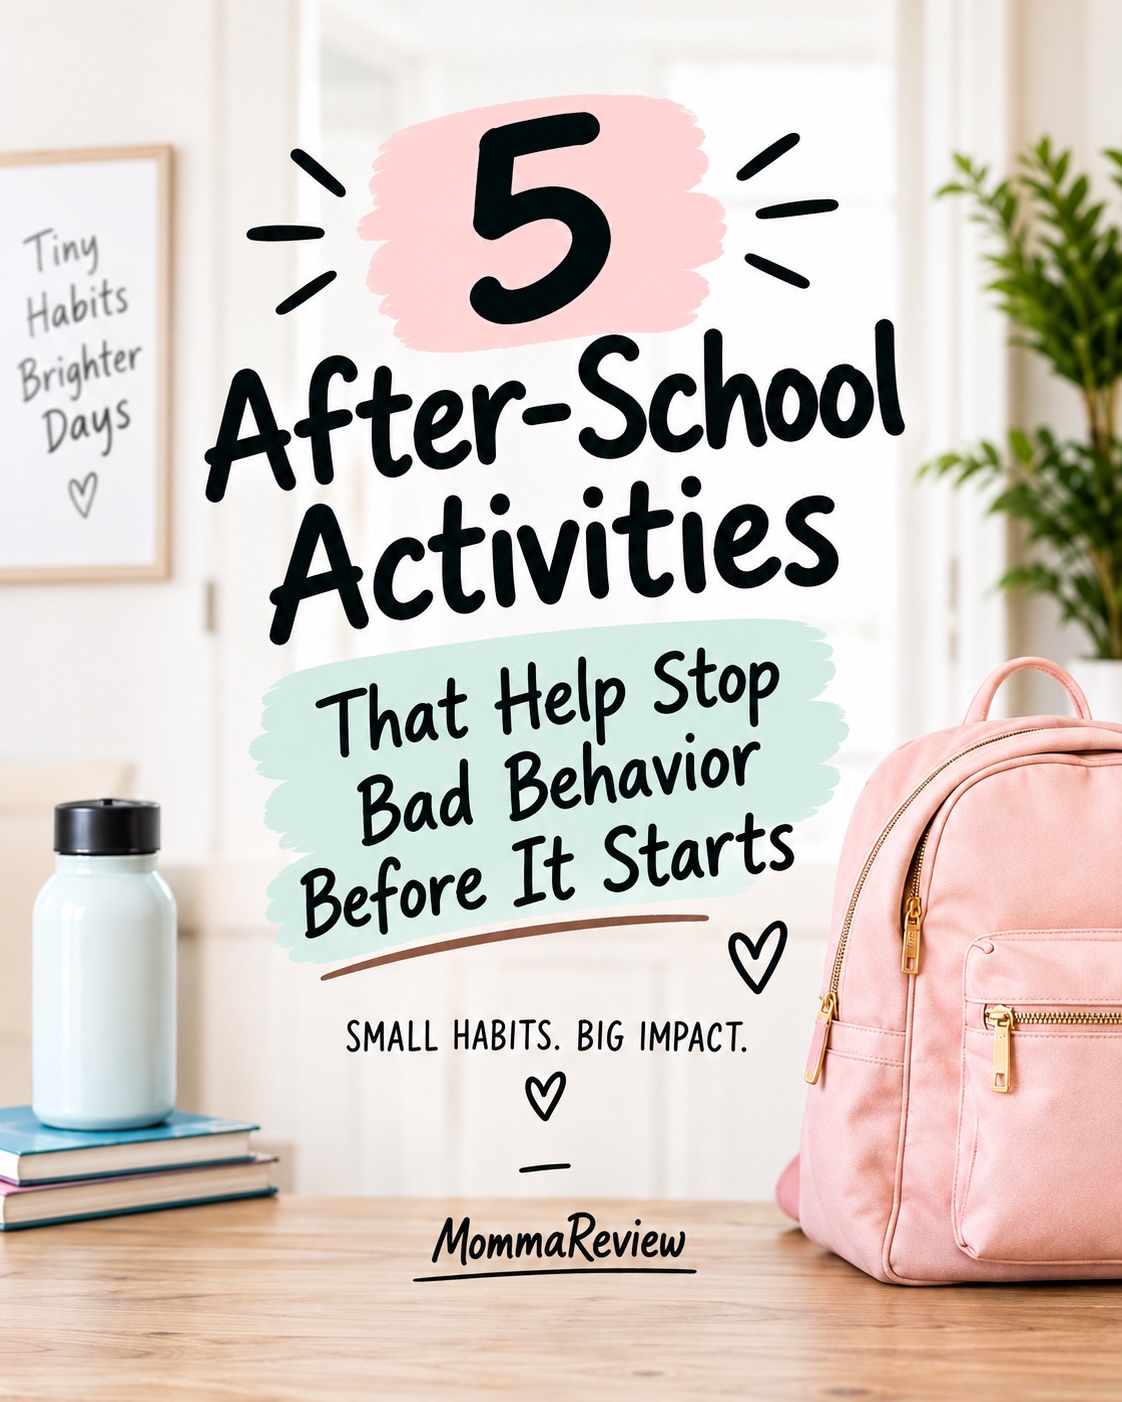 5
After-School
Activities
That Help Stop
Bad Behavior
Before It Starts
SMALL HABITS. BIG IMPACT.
MommaReview
Tiny
Habits
Brighter
Days